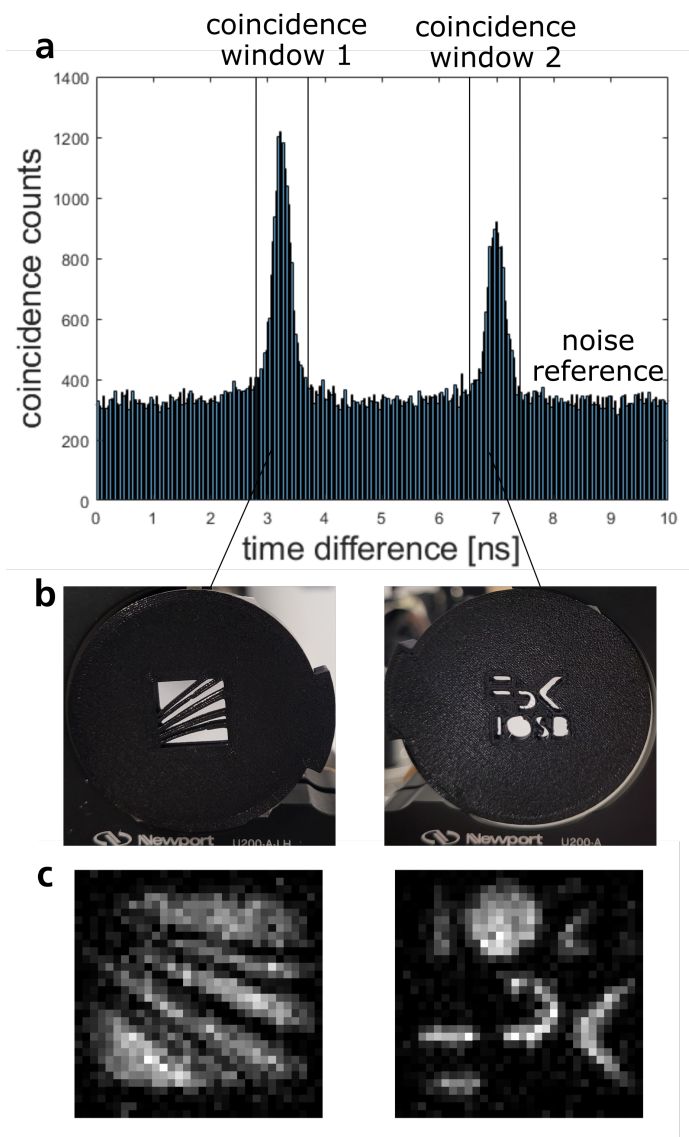 a
coincidence
window 1
coincidence
window 2
1400
1200
1000
800
600
400
200
0
coincidence counts
noise
reference
0 1 2 3 4 5 6 7 8 9 10
time difference [ns]
b
IOSB
Newport U200-A-LH
Newport U200-A
c